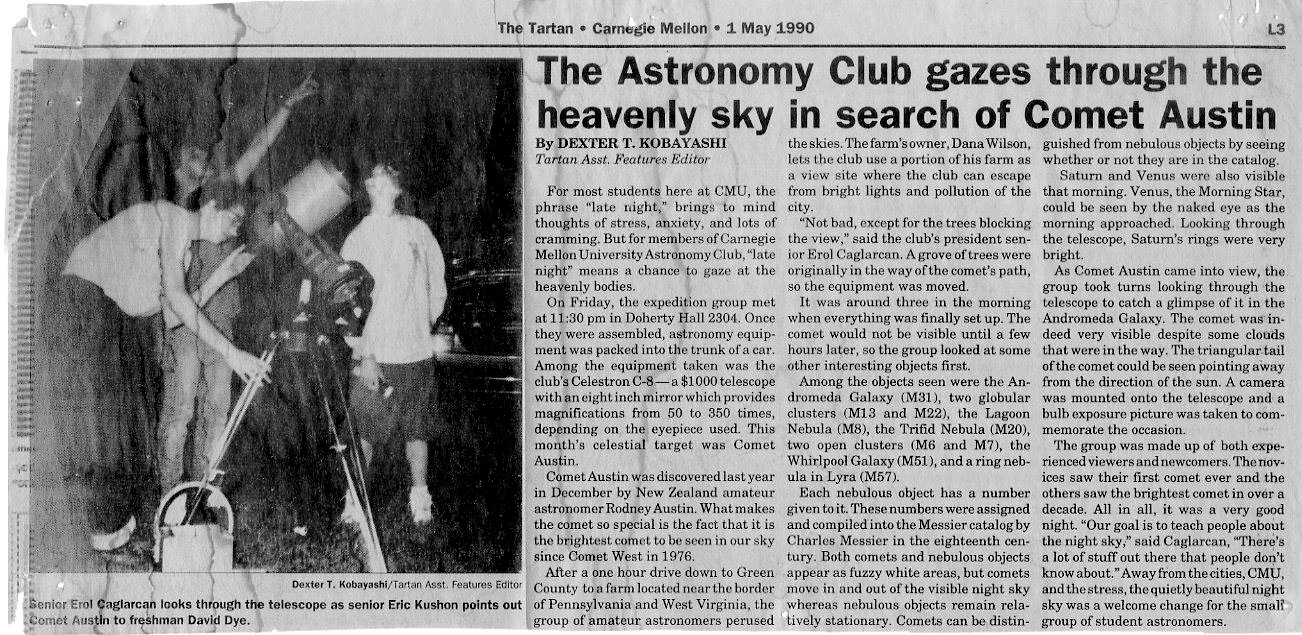 The Tartan • Carnegie Mellon • 1 May 1990
L3
The Astronomy Club gazes through the
heavenly sky in search of Comet Austin
By DEXTER T. KOBAYASHI
Tartan Asst. Features Editor
For most students here at CMU, the
phrase "late night," brings to mind
thoughts of stress, anxiety, and lots of
cramming. But for members of Carnegie
Mellon University Astronomy Club, "late
night" means a chance to gaze at the
heavenly bodies.
On Friday, the expedition group met
at 11:30 pm in Doherty Hall 2304. Once
they were assembled, astronomy equip-
ment was packed into the trunk of a car.
Among the equipment taken was the
club's Celestron C-8 — a $1000 telescope
with an eight inch mirror which provides
magnifications from 50 to 350 times,
depending on the eyepiece used. This
month's celestial target was Comet
Austin.
Comet Austin was discovered last year
in December by New Zealand amateur
astronomer Rodney Austin. What makes
the comet so special is the fact that it is
the brightest comet to be seen in our sky
since Comet West in 1976.
After a one hour drive down to Green
County to a farm located near the border
of Pennsylvania and West Virginia, the
group of amateur astronomers perused
the skies. The farm's owner, Dana Wilson,
lets the club use a portion of his farm as
a view site where the club can escape
from bright lights and pollution of the
city.
"Not bad, except for the trees blocking
the view," said the club's president sen-
ior Erol Caglarcan. A grove of trees were
originally in the way of the comet's path,
so the equipment was moved.
It was around three in the morning
when everything was finally set up. The
comet would not be visible until a few
hours later, so the group looked at some
other interesting objects first.
Among the objects seen were the An-
dromeda Galaxy (M31), two globular
clusters (M13 and M22), the Lagoon
Nebula (M8), the Trifid Nebula (M20),
two open clusters (M6 and M7), the
Whirlpool Galaxy (M51), and a ring neb-
ula in Lyra (M57).
Each nebulous object has a number
given to it. These numbers were assigned
and compiled into the Messier catalog by
Charles Messier in the eighteenth cen-
tury. Both comets and nebulous objects
appear as fuzzy white areas, but comets
move in and out of the visible night sky
whereas nebulous objects remain rela-
tively stationary. Comets can be distin-
guished from nebulous objects by seeing
whether or not they are in the catalog.
Saturn and Venus were also visible
that morning. Venus, the Morning Star,
could be seen by the naked eye as the
morning approached. Looking through
the telescope, Saturn's rings were very
bright.
As Comet Austin came into view, the
group took turns looking through the
telescope to catch a glimpse of it in the
Andromeda Galaxy. The comet was in-
deed very visible despite some clouds
that were in the way. The triangular tail
of the comet could be seen pointing away
from the direction of the sun. A camera
was mounted onto the telescope and a
bulb exposure picture was taken to com-
memorate the occasion.
The group was made up of both expe-
rienced viewers and newcomers. The nov-
ices saw their first comet ever and the
others saw the brightest comet in over a
decade. All in all, it was a very good
night. "Our goal is to teach people about
the night sky," said Caglarcan, "There's
a lot of stuff out there that people don't
know about." Away from the cities, CMU,
and the stress, the quietly beautiful night
sky was a welcome change for the small
group of student astronomers.
Dexter T. Kobayashi/Tartan Asst. Features Editor
Senior Erol Caglarcan looks through the telescope as senior Eric Kushon points out
Comet Austin to freshman David Dye.